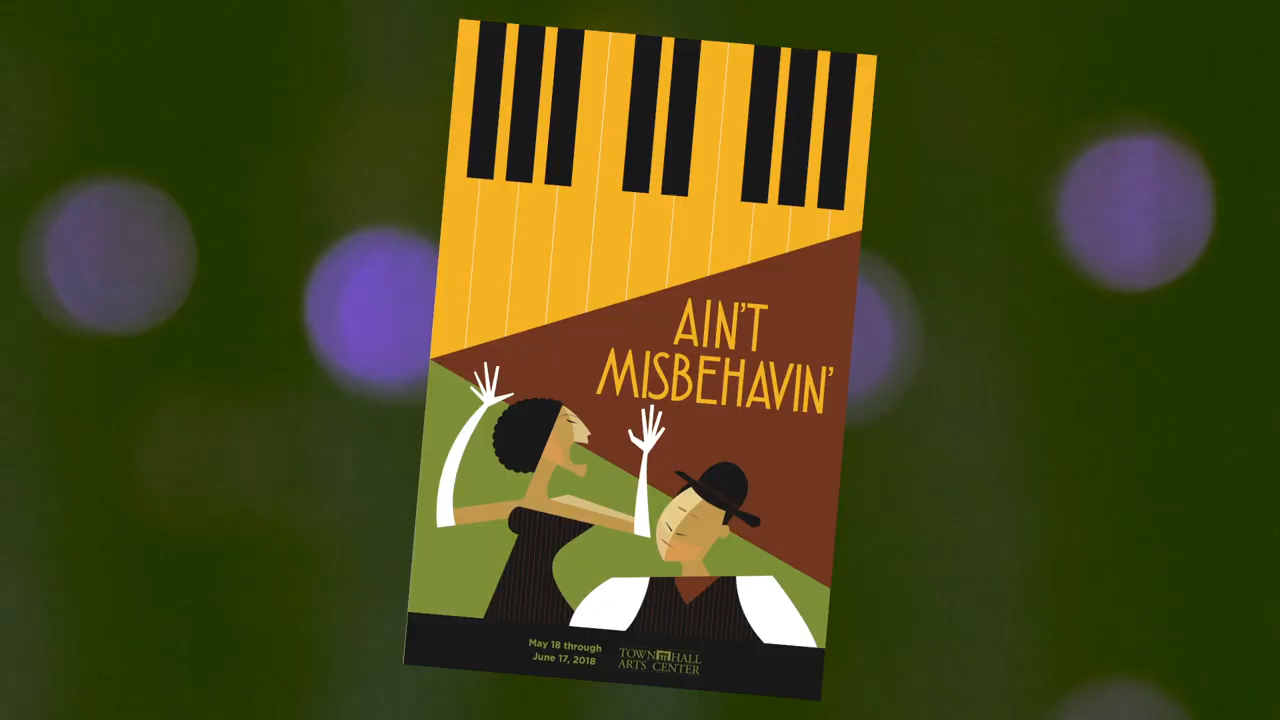 AIN'T
MISBEHAVIN'
May 18 through
June 17, 2018
TOWN HALL
ARTS CENTER